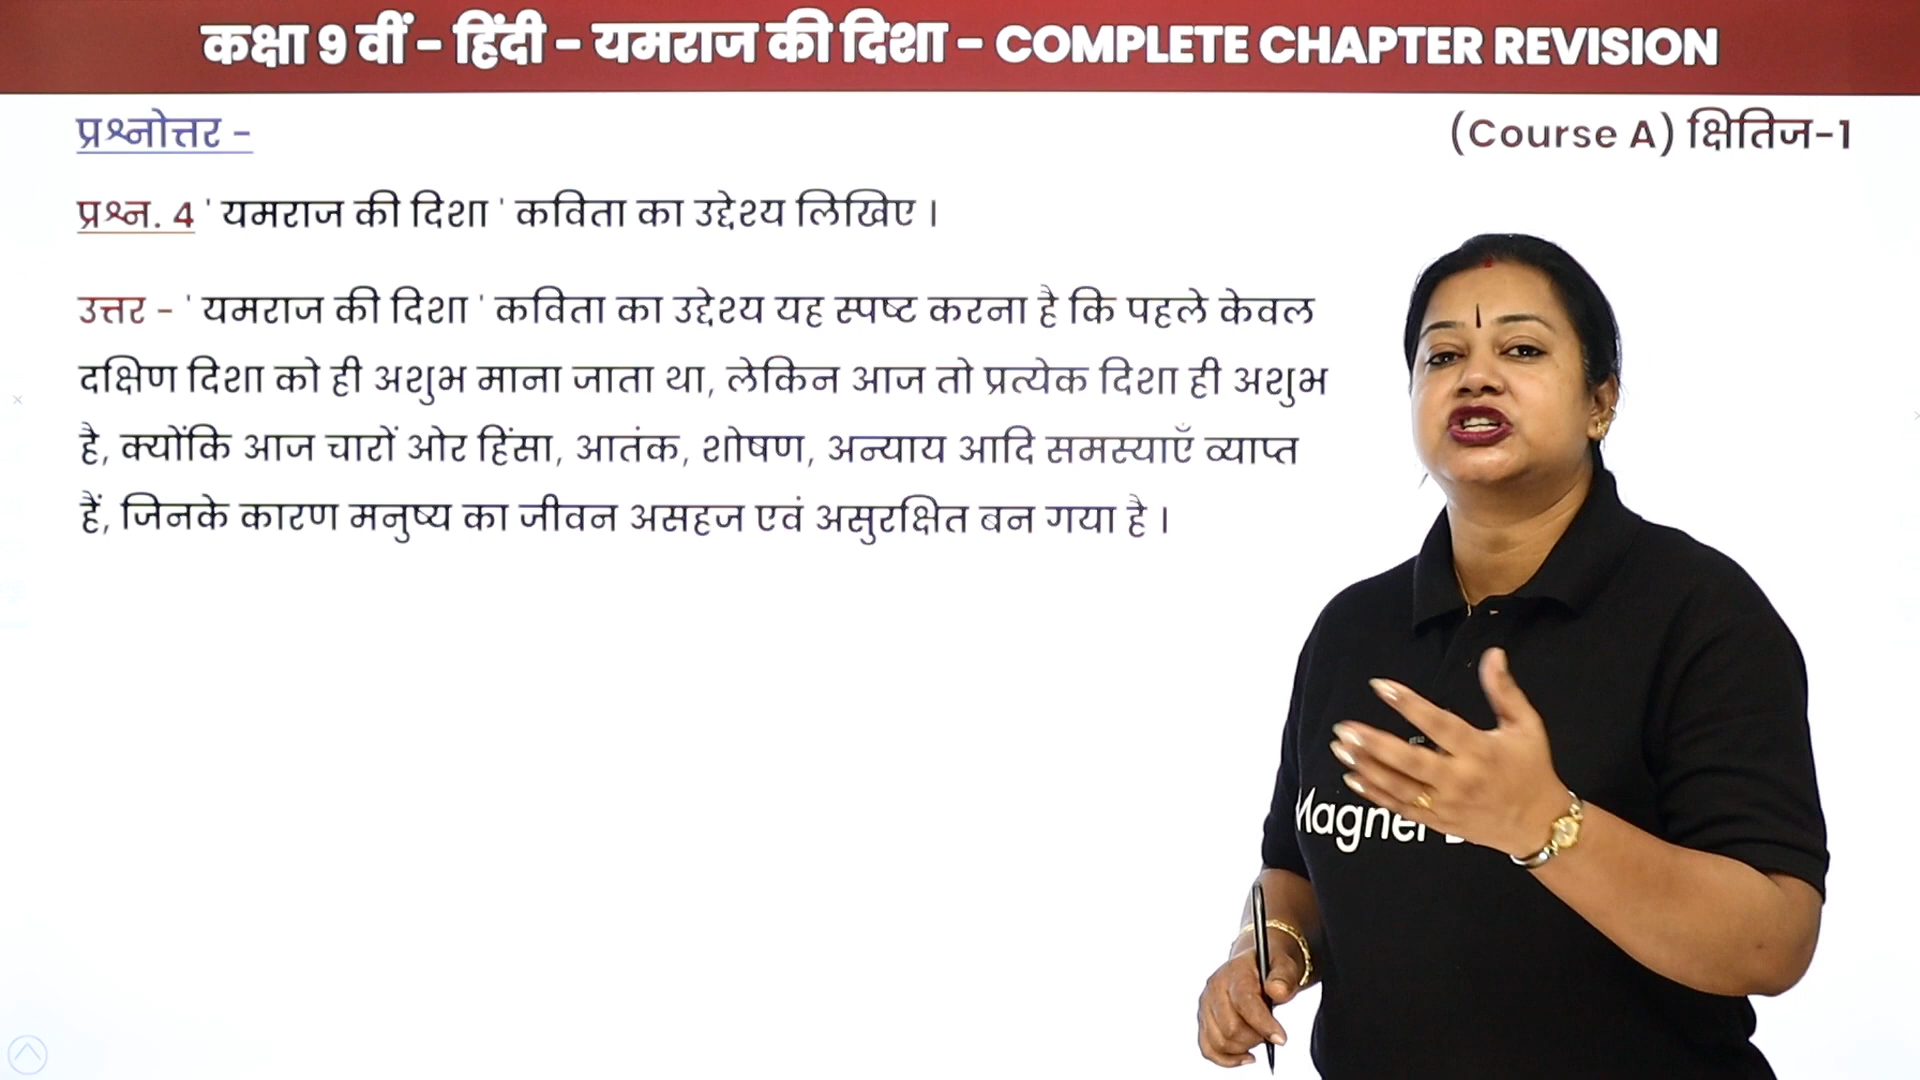 कक्षा 9 वीं - हिंदी - यमराज की दिशा - COMPLETE CHAPTER REVISION
प्रश्नोत्तर -
(Course A) क्षितिज-1
प्रश्न. 4 ' यमराज की दिशा ' कविता का उद्देश्य लिखिए ।
उत्तर - ' यमराज की दिशा ' कविता का उद्देश्य यह स्पष्ट करना है कि पहले केवल
दक्षिण दिशा को ही अशुभ माना जाता था, लेकिन आज तो प्रत्येक दिशा ही अशुभ
है, क्योंकि आज चारों ओर हिंसा, आतंक, शोषण, अन्याय आदि समस्याएँ व्याप्त
हैं, जिनके कारण मनुष्य का जीवन असहज एवं असुरक्षित बन गया है ।